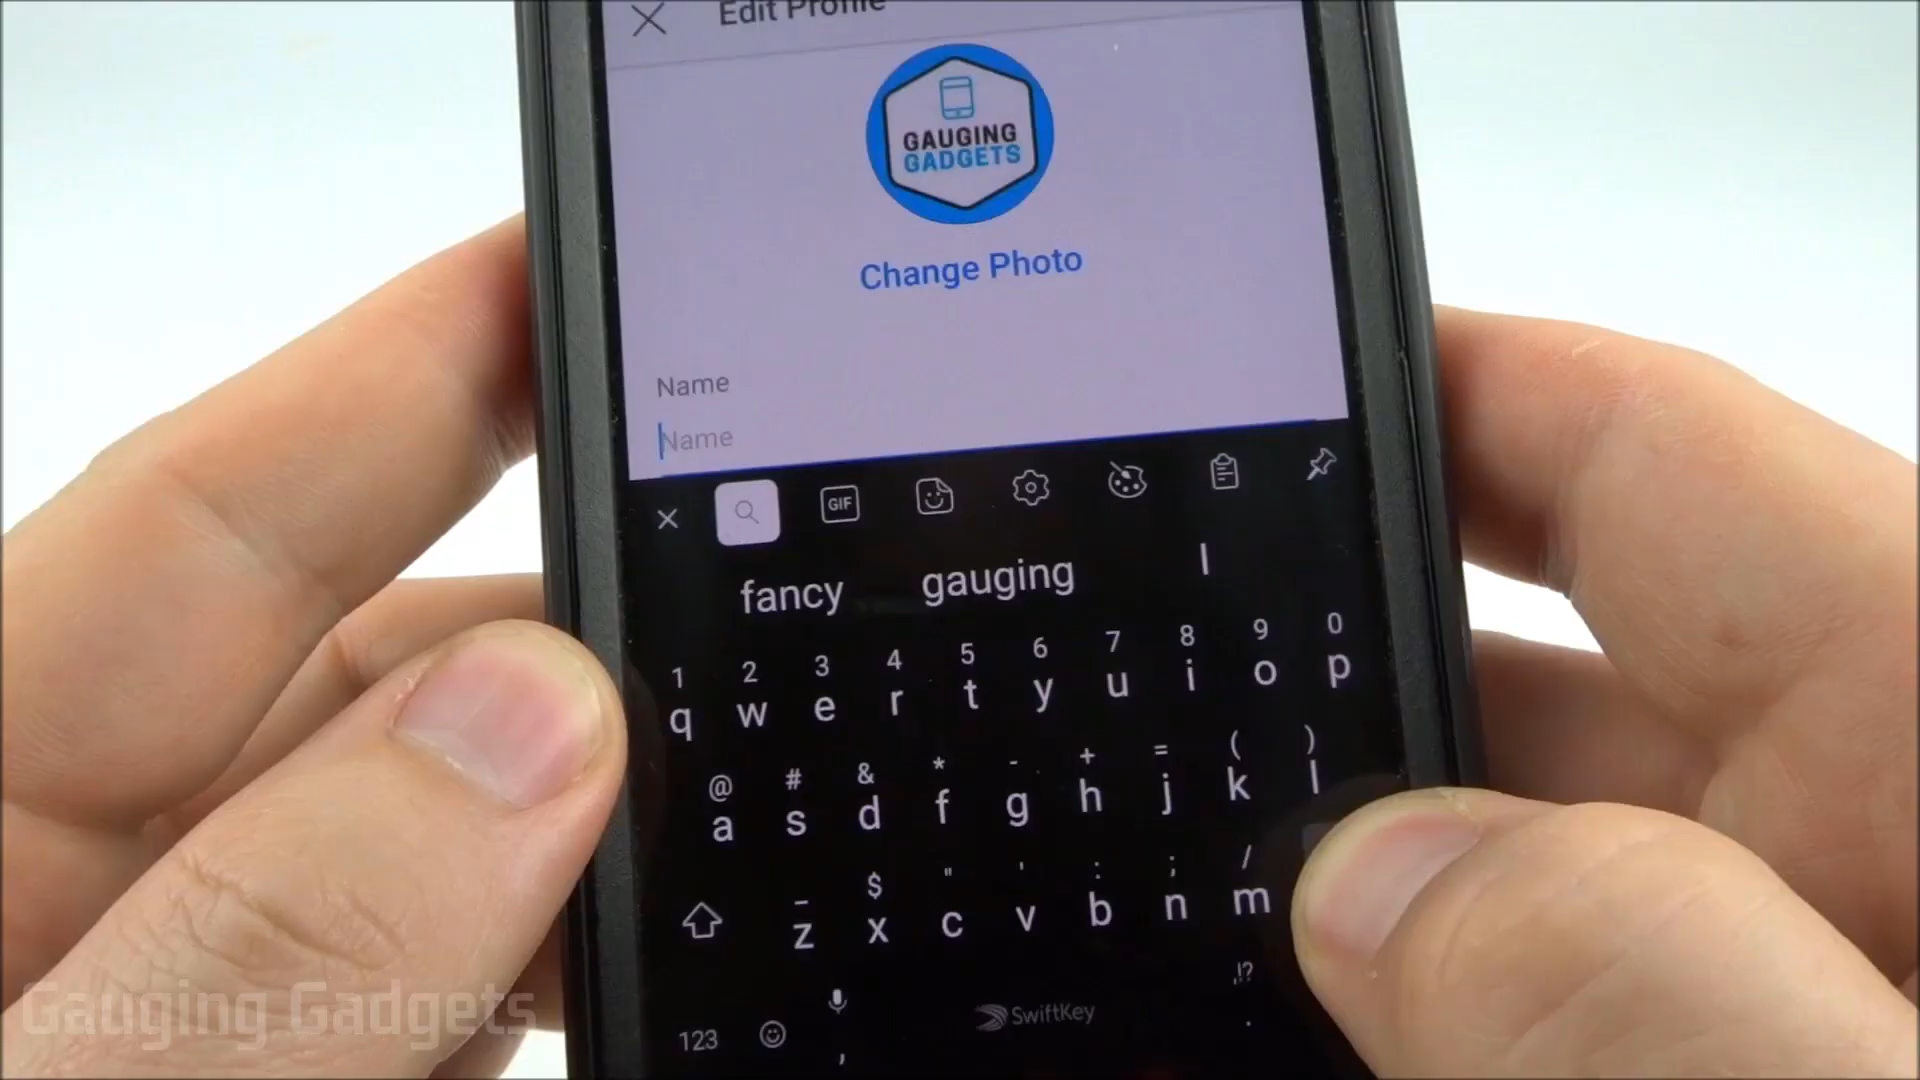 Edit Profile
GAUGING
GADGETS
Change Photo
Name
Name
GIF
fancy gauging I
1 2 3 4 5 6 7 8 9 0
q w e r t y u i o p
@ # & * - + = ( )
a s d f g h j k l
_ $ " ' : ; /
z x c v b n m
,!?
123 , SwiftKey .
Gauging Gadgets